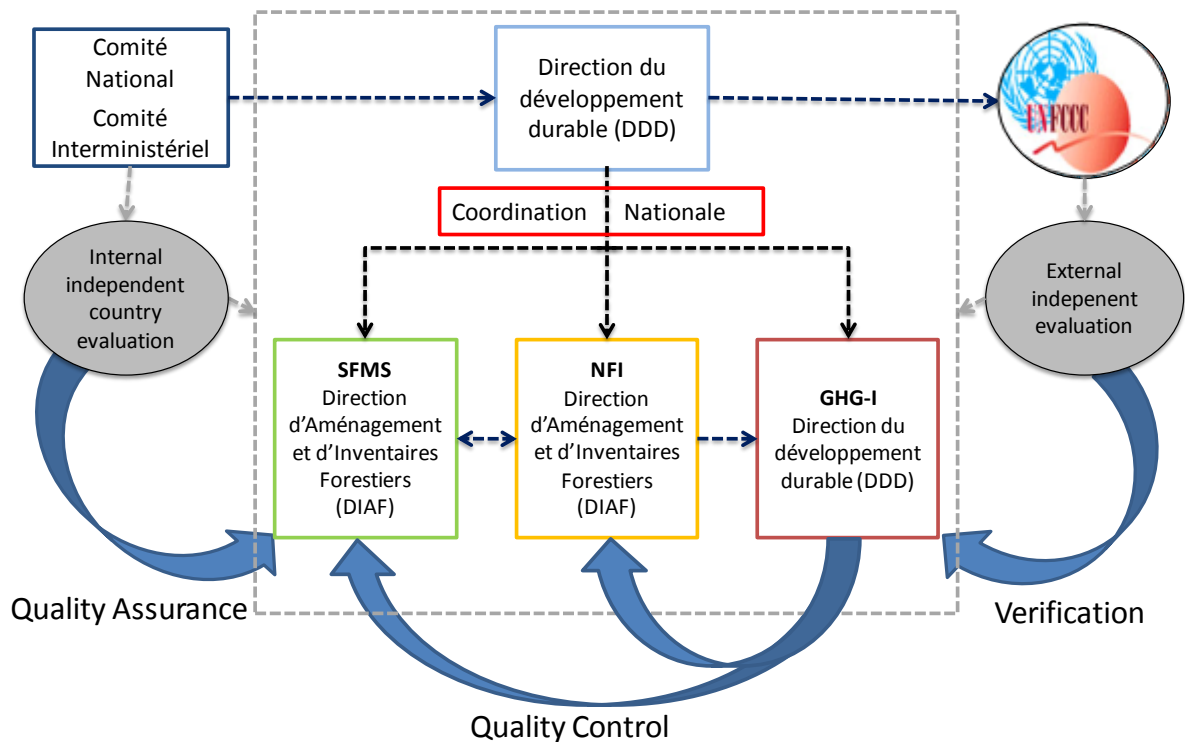 Comité
National
Comité
Interministériel
Direction du
développement
durable (DDD)
UNFCCC
Coordination Nationale
Internal
independent
country
evaluation
External
indepenent
evaluation
SFMS
Direction
d'Aménagement
et d'Inventaires
Forestiers
(DIAF)
NFI
Direction
d'Aménagement
et d'Inventaires
Forestiers
(DIAF)
GHG-I
Direction du
développement
durable (DDD)
Quality Assurance
Verification
Quality Control